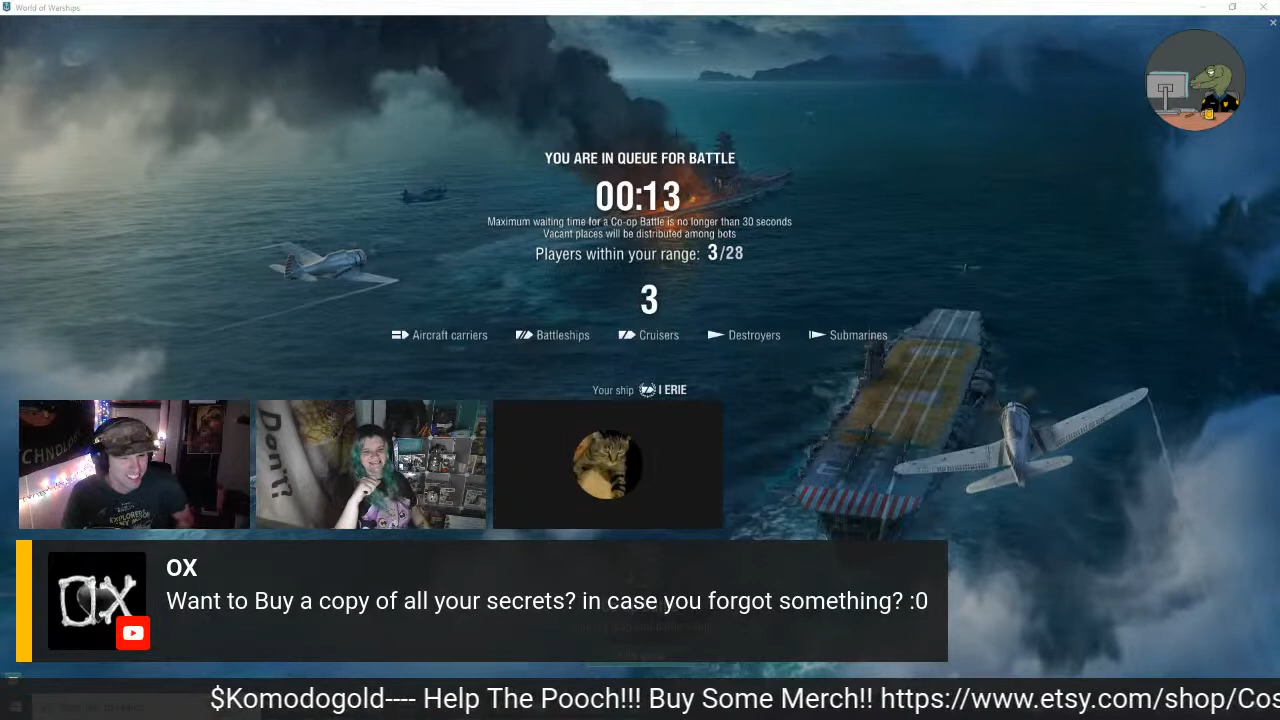 World of Warships
YOU ARE IN QUEUE FOR BATTLE
00:13
Maximum waiting time for a Co-op Battle is no longer than 30 seconds
Vacant places will be distributed among bots
Players within your range: 3/28
3
Aircraft carriers Battleships Cruisers Destroyers Submarines
Your ship I ERIE
CHNOLOG
Don't?
EXPLORE
OX
OX
Want to Buy a copy of all your secrets? in case you forgot something? :0
$Komodogold---- Help The Pooch!!! Buy Some Merch!! https://www.etsy.com/shop/Cos